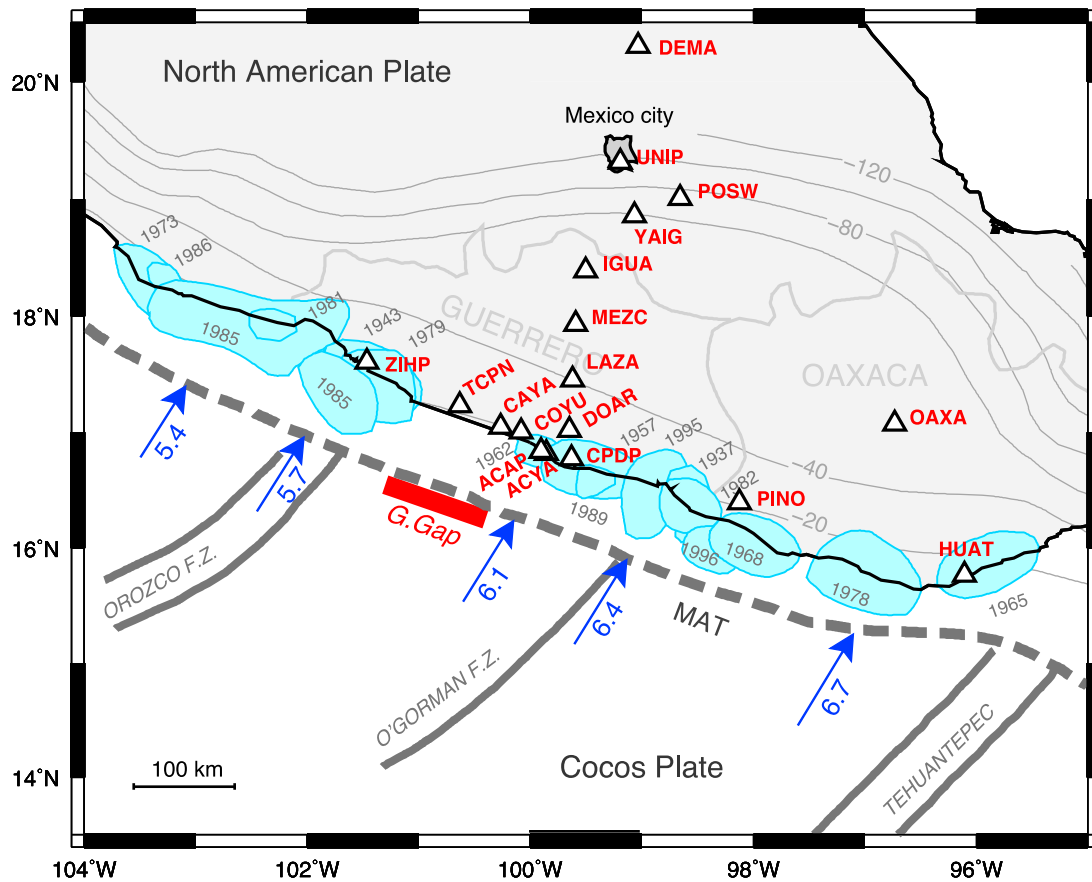 DEMA
20˚N
North American Plate
Mexico city
UNIP
−120
POSW
−80
YAIG
1973
1986
IGUA
GUERRERO
18˚N
1981
1943
1979
1985
MEZC
ZIHP
LAZA
OAXACA
1985
TCPN
CAYA
COYU
DOAR
OAXA
1957
1995
1937
1962
CPDP
ACAP
ACYA
−40
1982
PINO
5.4
5.7
1989
−20
G.Gap
16˚N
1996
1968
HUAT
OROZCO F.Z.
6.1
6.4
MAT
1978
1965
O'GORMAN F.Z.
6.7
100 km
Cocos Plate
TEHUANTEPEC
14˚N
104˚W
102˚W
100˚W
98˚W
96˚W